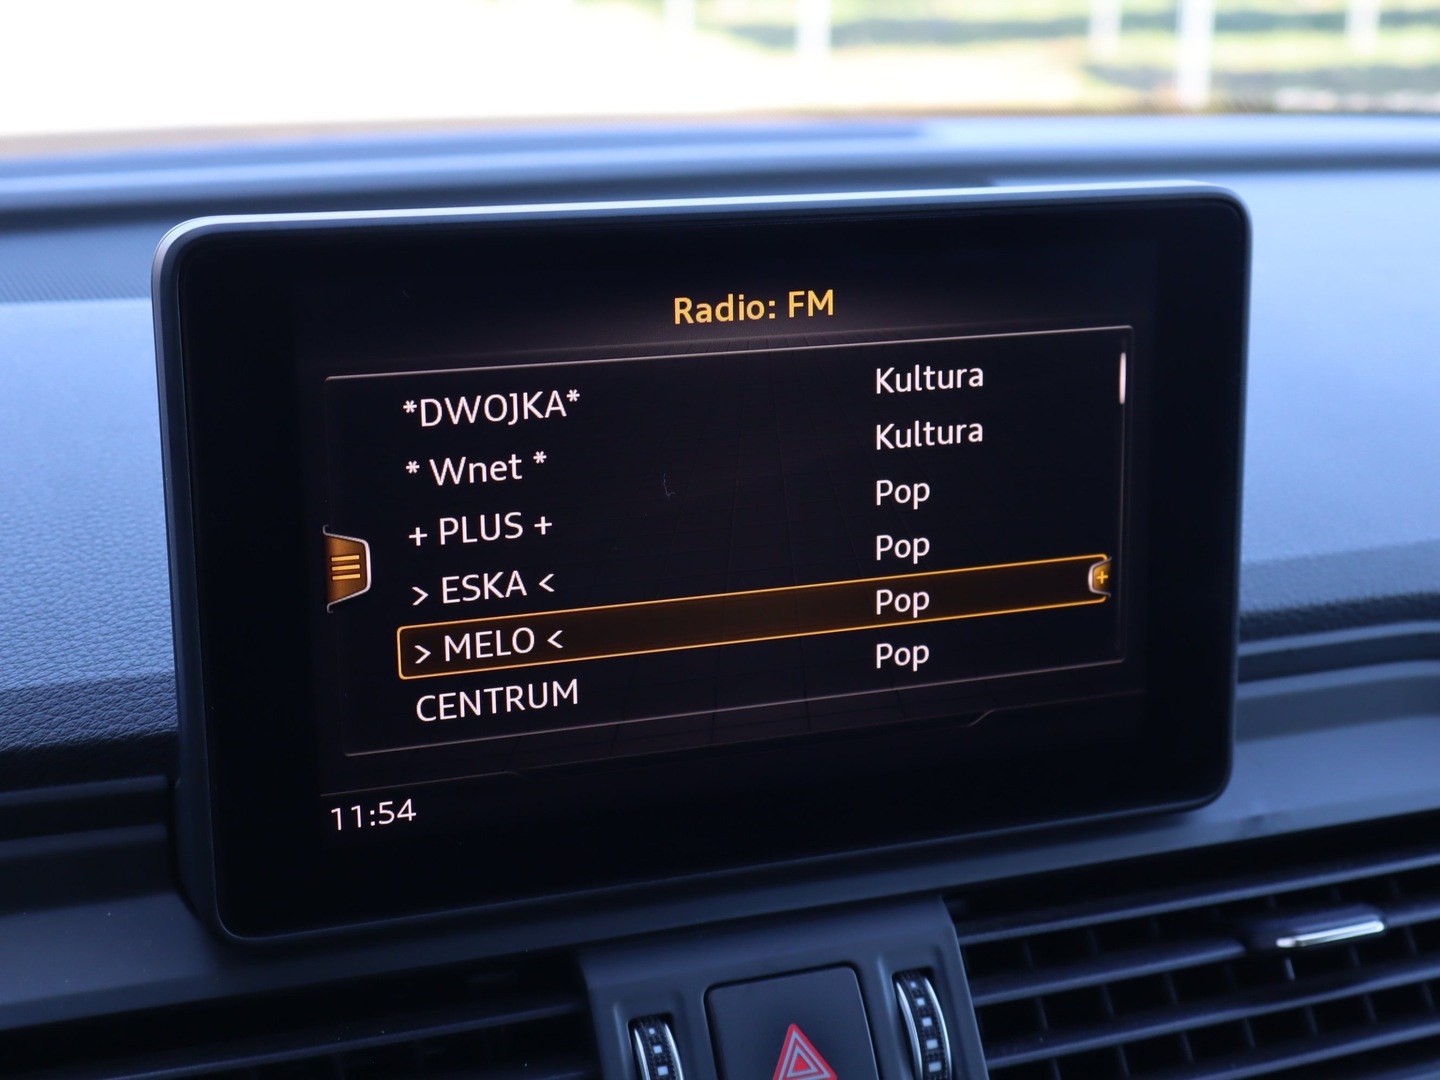 Radio: FM
*DWOJKA* Kultura
* Wnet * Kultura
+ PLUS + Pop
> ESKA < Pop
> MELO < Pop
CENTRUM Pop
11:54